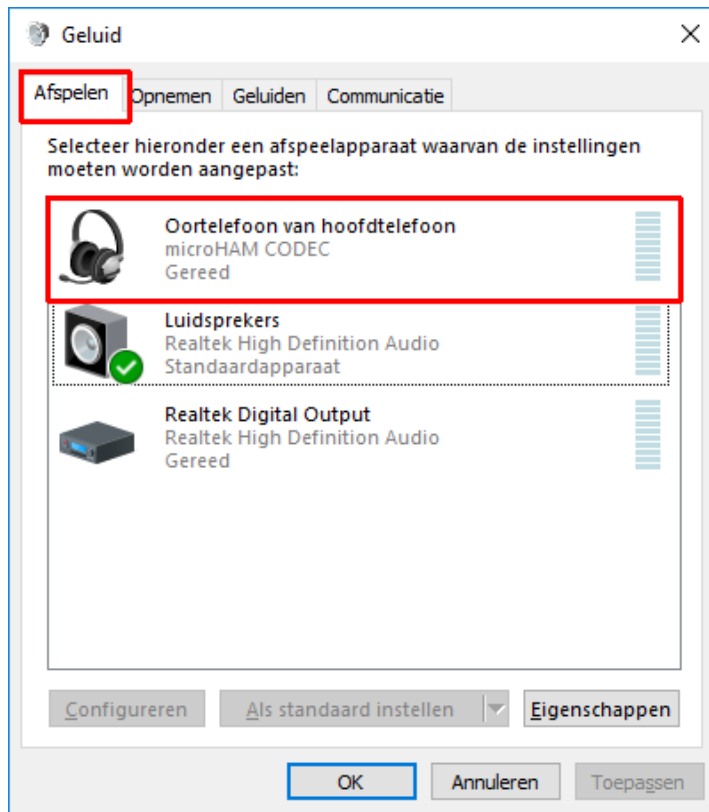 Geluid
Afspelen Opnemen Geluiden Communicatie
Selecteer hieronder een afspeelapparaat waarvan de instellingen
moeten worden aangepast:
Oortelefoon van hoofdtelefoon
microHAM CODEC
Gereed
Luidsprekers
Realtek High Definition Audio
Standaardapparaat
Realtek Digital Output
Realtek High Definition Audio
Gereed
Configureren Als standaard instellen Eigenschappen
OK Annuleren Toepassen